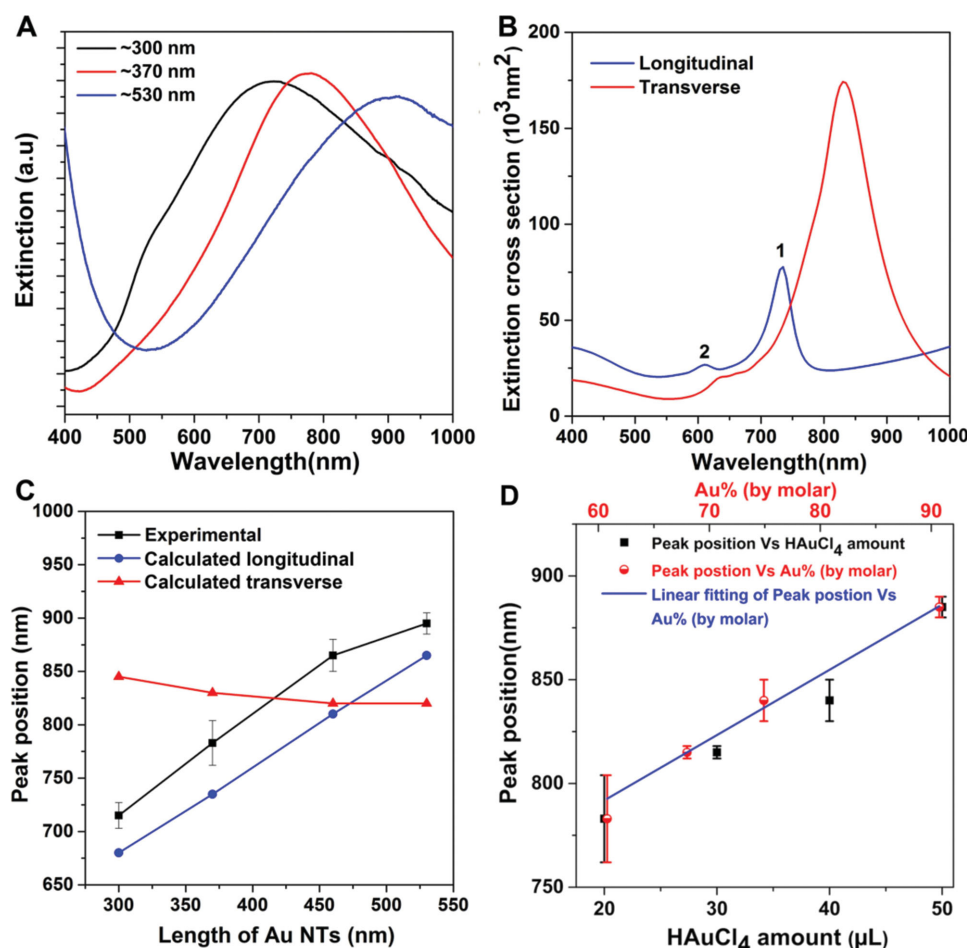 A
~300 nm
~370 nm
~530 nm
Extinction (a.u)
400 500 600 700 800 900 1000
Wavelength(nm)
B
Longitudinal
Transverse
Extinction cross section (10³nm²)
200
150
100
50
0
1
2
400 500 600 700 800 900 1000
Wavelength(nm)
C
Experimental
Calculated longitudinal
Calculated transverse
Peak position (nm)
1000
950
900
850
800
750
700
650
300 350 400 450 500 550
Length of Au NTs (nm)
D
Au% (by molar)
60 70 80 90
Peak position Vs HAuCl₄ amount
Peak postion Vs Au% (by molar)
Linear fitting of Peak postion Vs
Au% (by molar)
Peak position(nm)
900
850
800
750
20 30 40 50
HAuCl₄ amount (µL)